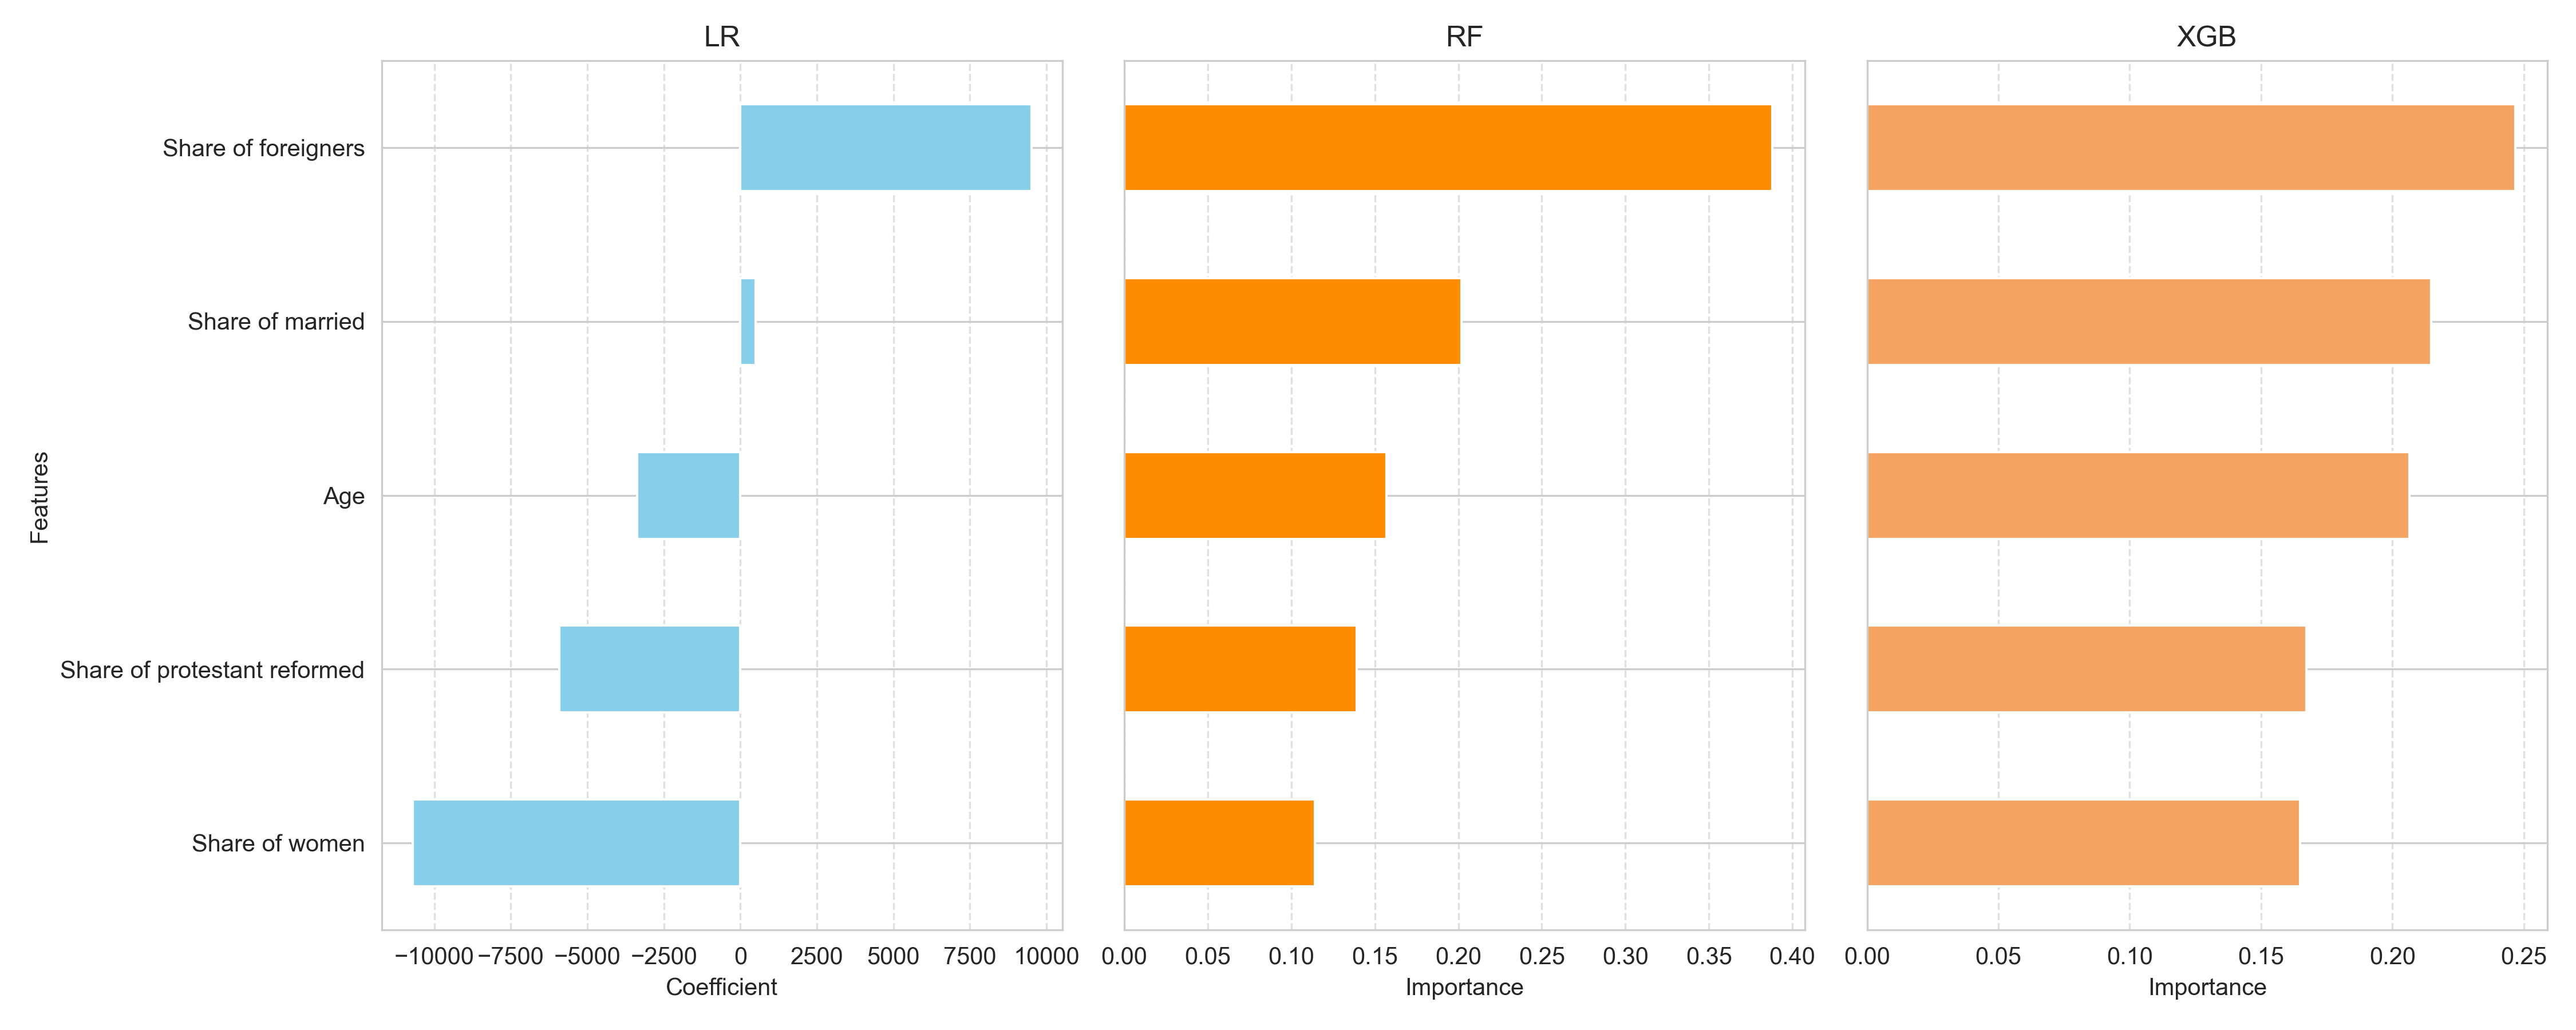 LR
RF
XGB
Features
Share of foreigners
Share of married
Age
Share of protestant reformed
Share of women
−10000 −7500 −5000 −2500 0 2500 5000 7500 10000
Coefficient
0.00 0.05 0.10 0.15 0.20 0.25 0.30 0.35 0.40
Importance
0.00 0.05 0.10 0.15 0.20 0.25
Importance